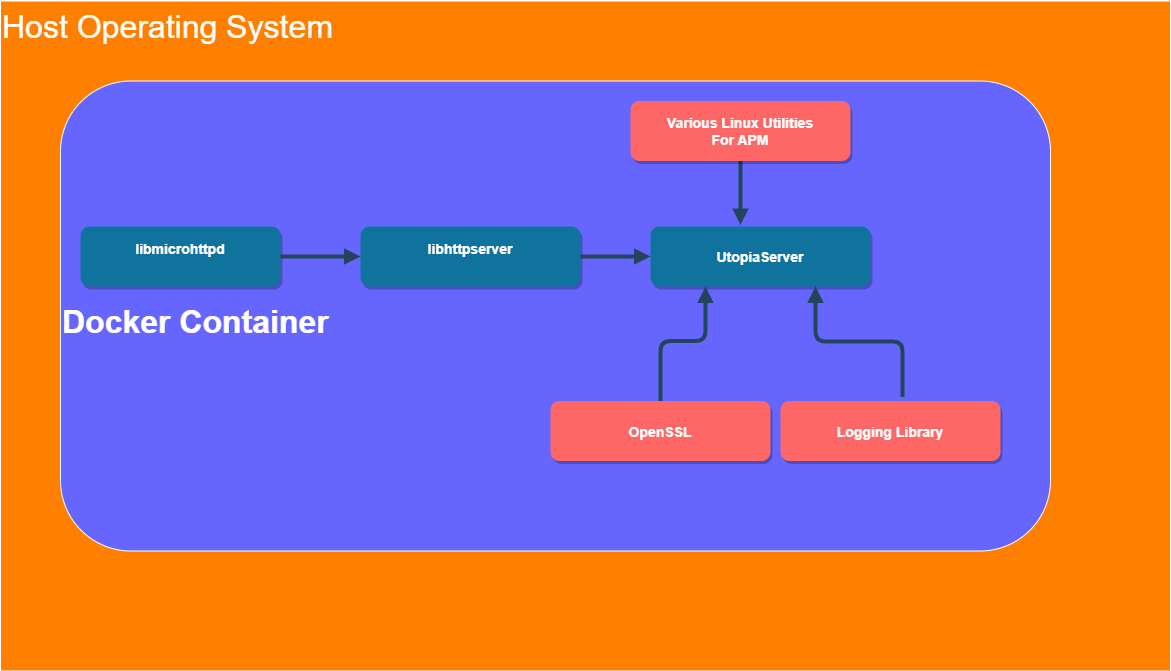 Host Operating System
Various Linux Utilities
For APM
libmicrohttpd
libhttpserver
UtopiaServer
Docker Container
OpenSSL
Logging Library